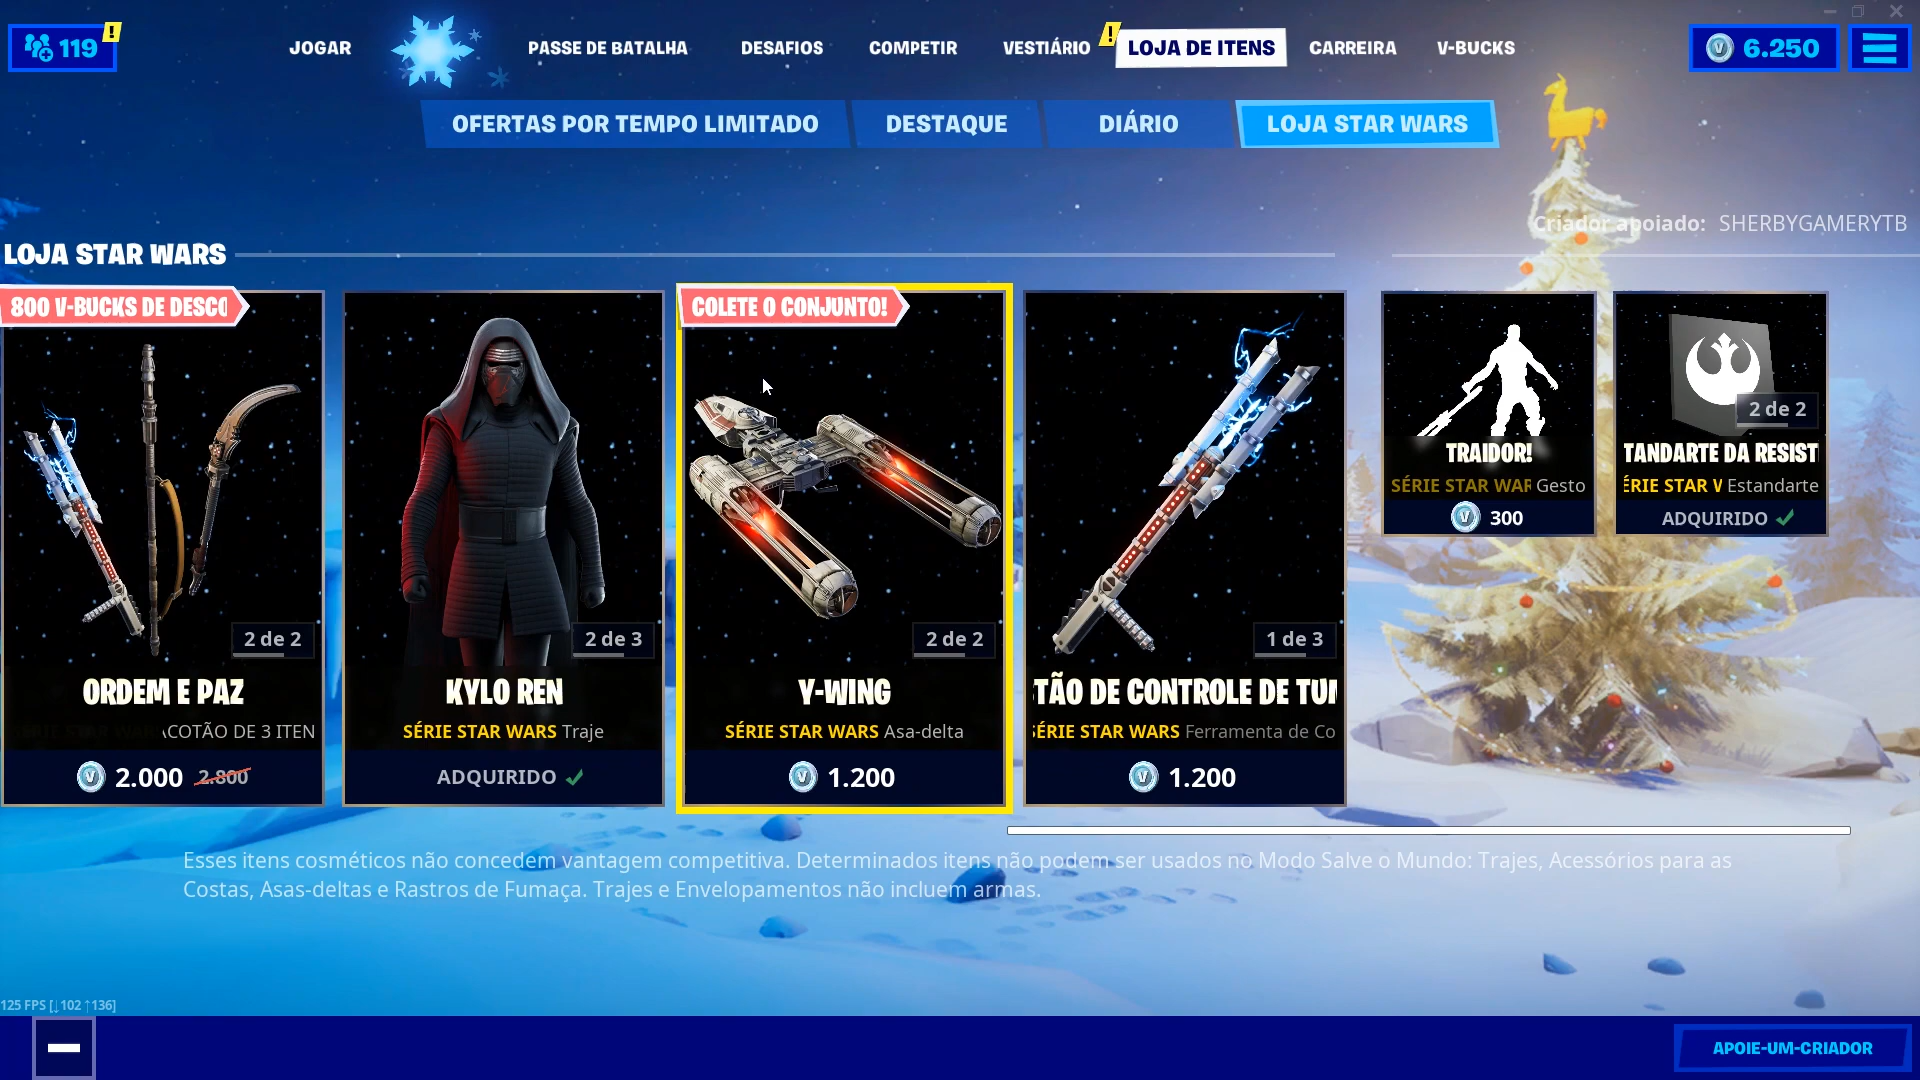 119
!
JOGAR
PASSE DE BATALHA
DESAFIOS
COMPETIR
VESTIÁRIO
!
LOJA DE ITENS
CARREIRA
V-BUCKS
6.250
OFERTAS POR TEMPO LIMITADO
DESTAQUE
DIÁRIO
LOJA STAR WARS
Criador apoiado: SHERBYGAMERYTB
LOJA STAR WARS
800 V-BUCKS DE DESCO
2 de 2
ORDEM E PAZ
ACOTÃO DE 3 ITEN
2.000 2.800
2 de 3
KYLO REN
SÉRIE STAR WARS Traje
ADQUIRIDO
COLETE O CONJUNTO!
2 de 2
Y-WING
SÉRIE STAR WARS Asa-delta
1.200
1 de 3
TÃO DE CONTROLE DE TUM
SÉRIE STAR WARS Ferramenta de Co
1.200
TRAIDOR!
SÉRIE STAR WAR Gesto
300
2 de 2
TANDARTE DA RESIST
ÉRIE STAR W Estandarte
ADQUIRIDO
Esses itens cosméticos não concedem vantagem competitiva. Determinados itens não podem ser usados no Modo Salve o Mundo: Trajes, Acessórios para as
Costas, Asas-deltas e Rastros de Fumaça. Trajes e Envelopamentos não incluem armas.
125 FPS [↓102 ↑136]
APOIE-UM-CRIADOR